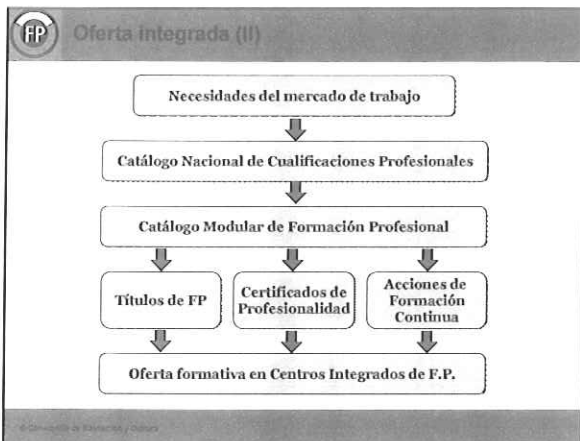 FP
Oferta integrada (II)
Necesidades del mercado de trabajo
Catálogo Nacional de Cualificaciones Profesionales
Catálogo Modular de Formación Profesional
Títulos de FP
Certificados de
Profesionalidad
Acciones de
Formación
Continua
Oferta formativa en Centros Integrados de F.P.